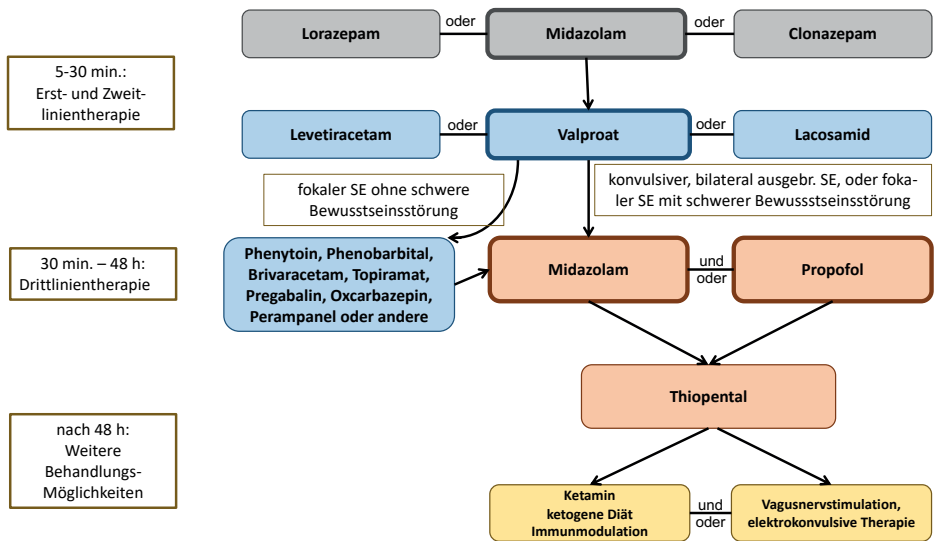 Lorazepam
oder
Midazolam
oder
Clonazepam
5-30 min.:
Erst- und Zweit-
linientherapie
Levetiracetam
oder
Valproat
oder
Lacosamid
fokaler SE ohne schwere
Bewusstseinsstörung
konvulsiver, bilateral ausgebr. SE, oder foka-
ler SE mit schwerer Bewussstseinsstörung
30 min. – 48 h:
Drittlinientherapie
Phenytoin, Phenobarbital,
Brivaracetam, Topiramat,
Pregabalin, Oxcarbazepin,
Perampanel oder andere
Midazolam
und
oder
Propofol
Thiopental
nach 48 h:
Weitere
Behandlungs-
Möglichkeiten
Ketamin
ketogene Diät
Immunmodulation
und
oder
Vagusnervstimulation,
elektrokonvulsive Therapie